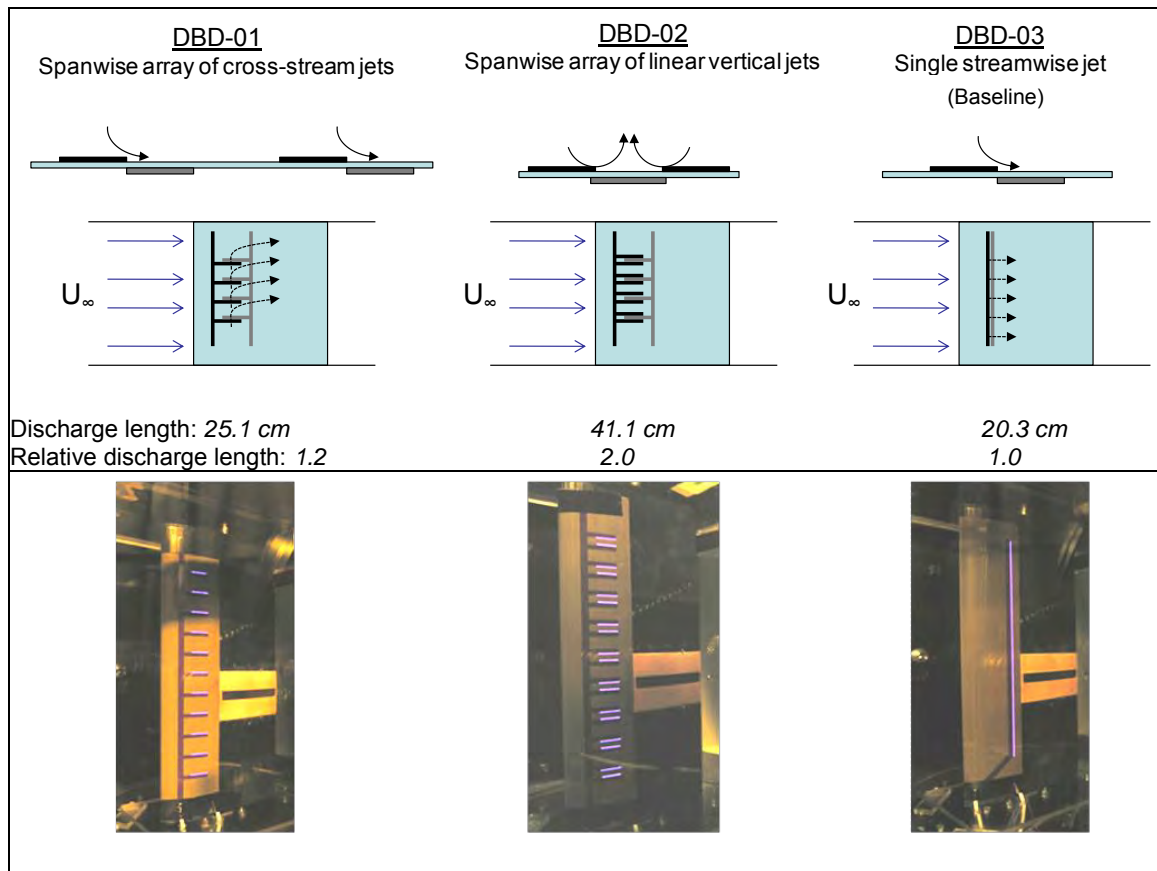 DBD-01
Spanwise array of cross-stream jets
U∞
DBD-02
Spanwise array of linear vertical jets
U∞
DBD-03
Single streamwise jet
(Baseline)
U∞
Discharge length: 25.1 cm 41.1 cm 20.3 cm
Relative discharge length: 1.2 2.0 1.0